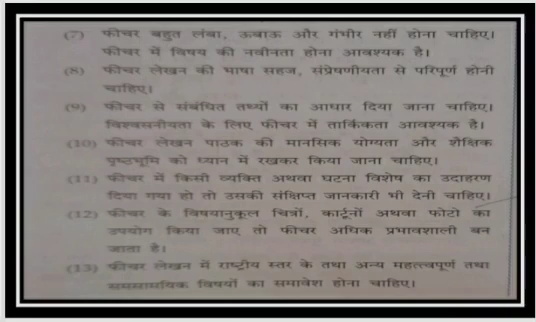 (7) फीचर बहुत लंबा, ऊबाऊ और गंभीर नहीं होना चाहिए।
फीचर में विषय की नवीनता होना आवश्यक है।
(8) फीचर लेखन की भाषा सहज, संप्रेषणीयता से परिपूर्ण होनी
चाहिए।
(9) फीचर से संबंधित तथ्यों का आधार दिया जाना चाहिए।
विश्वसनीयता के लिए फीचर में तार्किकता आवश्यक है।
(10) फीचर लेखन पाठक की मानसिक योग्यता और शैक्षिक
पृष्ठभूमि को ध्यान में रखकर किया जाना चाहिए।
(11) फीचर में किसी व्यक्ति अथवा घटना विशेष का उदाहरण
दिया गया हो तो उसकी संक्षिप्त जानकारी भी देनी चाहिए।
(12) फीचर के विषयानुकूल चित्रों, कार्टूनों अथवा फोटो का
उपयोग किया जाए तो फीचर अधिक प्रभावशाली बन
जाता है।
(13) फीचर लेखन में राष्ट्रीय स्तर के तथा अन्य महत्त्वपूर्ण तथा
समसामयिक विषयों का समावेश होना चाहिए।